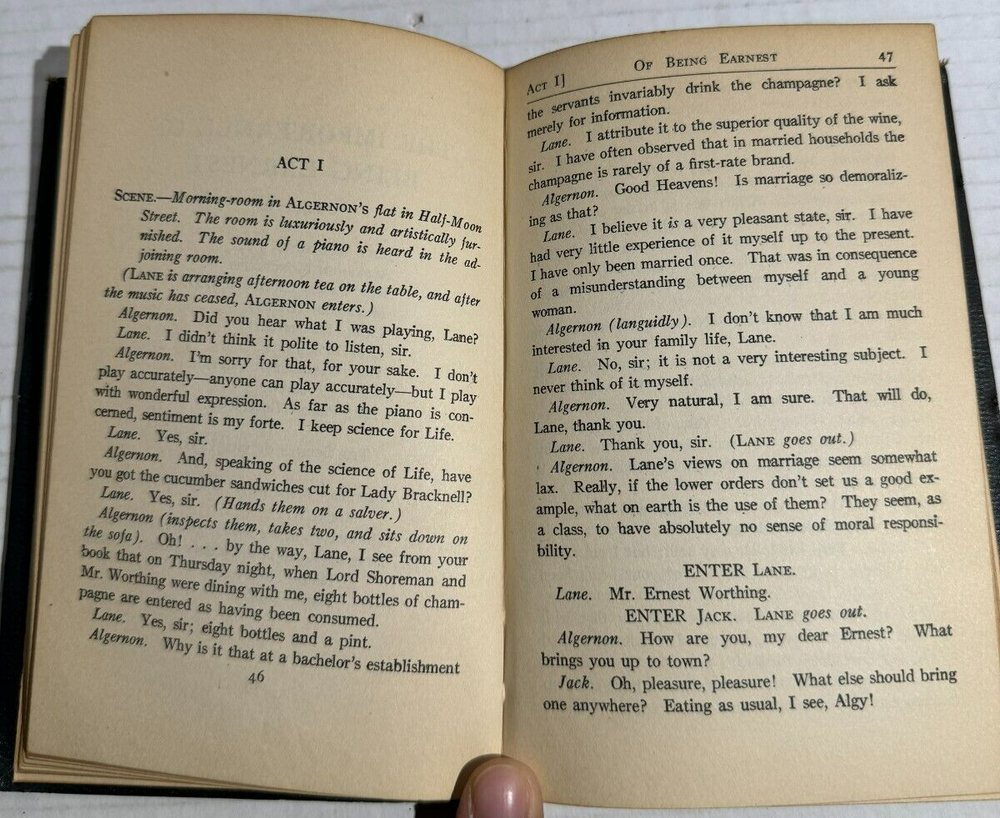 ACT I
SCENE.—Morning-room in ALGERNON'S flat in Half-Moon
Street. The room is luxuriously and artistically fur-
nished. The sound of a piano is heard in the ad-
joining room.
(LANE is arranging afternoon tea on the table, and after
the music has ceased, ALGERNON enters.)
Algernon. Did you hear what I was playing, Lane?
Lane. I didn't think it polite to listen, sir.
Algernon. I'm sorry for that, for your sake. I don't
play accurately—anyone can play accurately—but I play
with wonderful expression. As far as the piano is con-
cerned, sentiment is my forte. I keep science for Life.
Lane. Yes, sir.
Algernon. And, speaking of the science of Life, have
you got the cucumber sandwiches cut for Lady Bracknell?
Lane. Yes, sir. (Hands them on a salver.)
Algernon (inspects them, takes two, and sits down on
the sofa). Oh! . . . by the way, Lane, I see from your
book that on Thursday night, when Lord Shoreman and
Mr. Worthing were dining with me, eight bottles of cham-
pagne are entered as having been consumed.
Lane. Yes, sir; eight bottles and a pint.
Algernon. Why is it that at a bachelor's establishment
46
ACT I] OF BEING EARNEST 47
the servants invariably drink the champagne? I ask
merely for information.
Lane. I attribute it to the superior quality of the wine,
sir. I have often observed that in married households the
champagne is rarely of a first-rate brand.
Algernon. Good Heavens! Is marriage so demoraliz-
ing as that?
Lane. I believe it is a very pleasant state, sir. I have
had very little experience of it myself up to the present.
I have only been married once. That was in consequence
of a misunderstanding between myself and a young
woman.
Algernon (languidly). I don't know that I am much
interested in your family life, Lane.
Lane. No, sir; it is not a very interesting subject. I
never think of it myself.
Algernon. Very natural, I am sure. That will do,
Lane, thank you.
Lane. Thank you, sir. (LANE goes out.)
Algernon. Lane's views on marriage seem somewhat
lax. Really, if the lower orders don't set us a good ex-
ample, what on earth is the use of them? They seem, as
a class, to have absolutely no sense of moral responsi-
bility.
ENTER LANE.
Lane. Mr. Ernest Worthing.
ENTER JACK. LANE goes out.
Algernon. How are you, my dear Ernest? What
brings you up to town?
Jack. Oh, pleasure, pleasure! What else should bring
one anywhere? Eating as usual, I see, Algy!